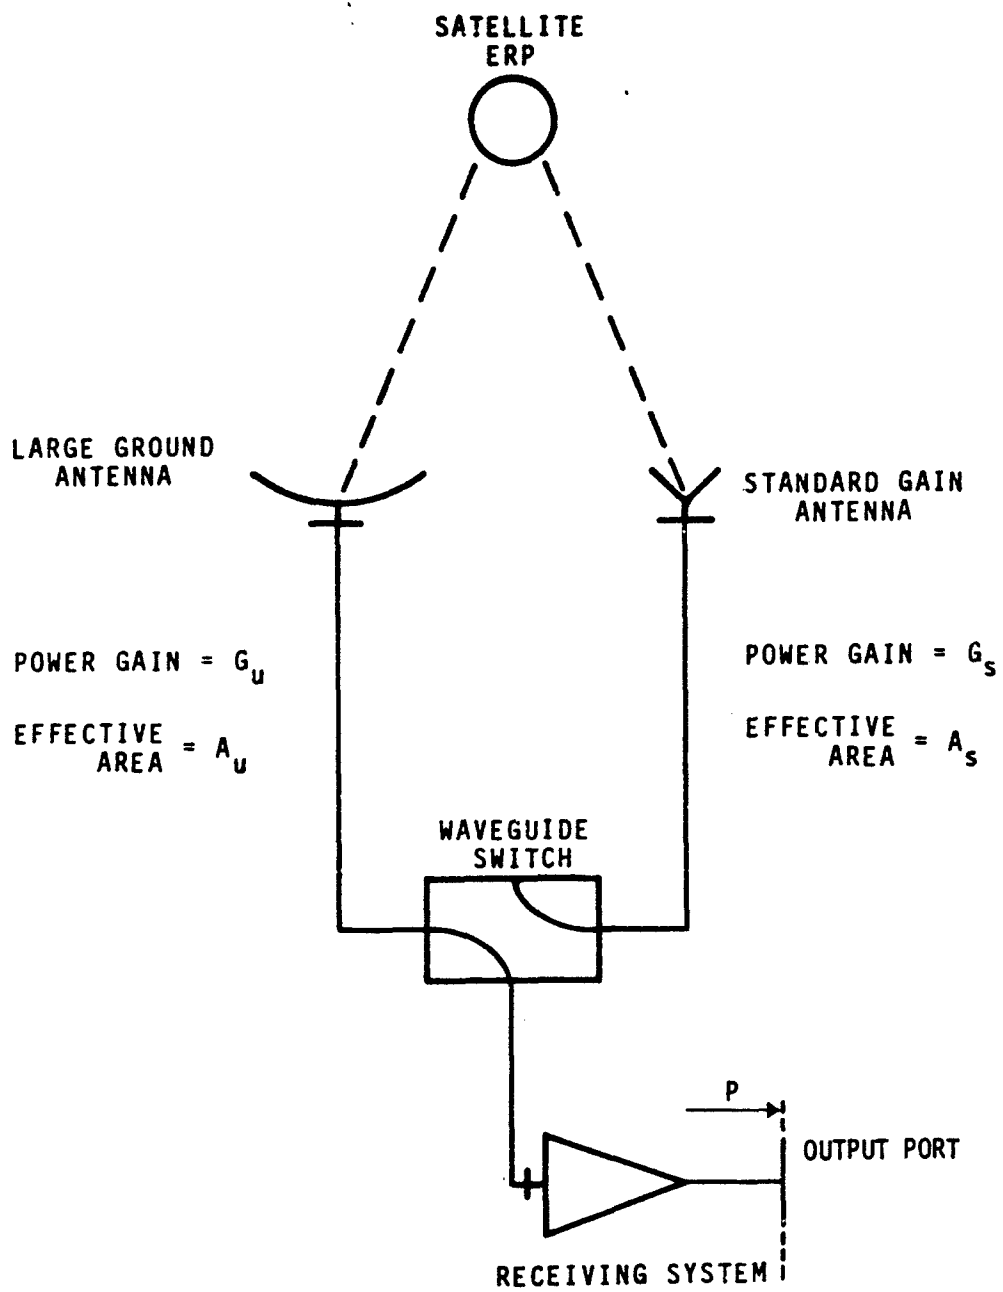 SATELLITE
ERP
LARGE GROUND
ANTENNA
STANDARD GAIN
ANTENNA
POWER GAIN = Gu
POWER GAIN = Gs
EFFECTIVE
AREA = Au
EFFECTIVE
AREA = As
WAVEGUIDE
SWITCH
P
OUTPUT PORT
RECEIVING SYSTEM